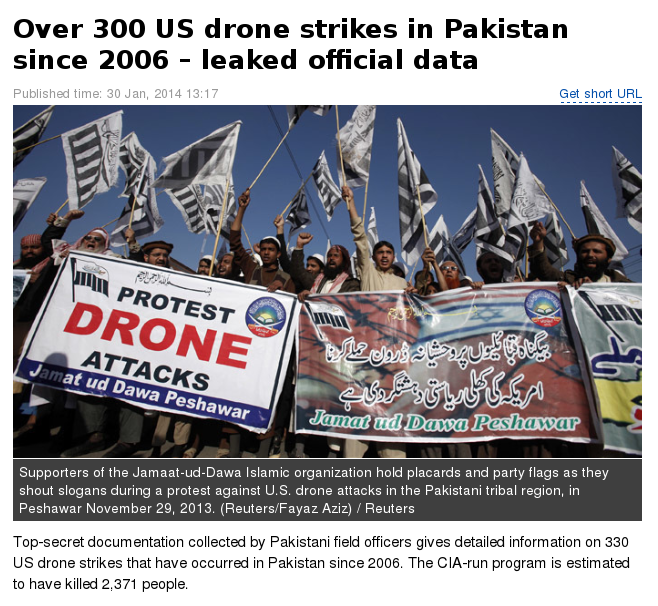 Over 300 US drone strikes in Pakistan
since 2006 – leaked official data
Published time: 30 Jan, 2014 13:17
Get short URL
PROTEST
DRONE
ATTACKS
Jamat ud Dawa Peshawar
بیگناہ قبائلیوں پر وحشیانہ ڈرون حملے کرنا
امریکہ کی کھلی ریاستی دہشتگردی ہے
Jamat ud Dawa Peshawar
Supporters of the Jamaat-ud-Dawa Islamic organization hold placards and party flags as they
shout slogans during a protest against U.S. drone attacks in the Pakistani tribal region, in
Peshawar November 29, 2013. (Reuters/Fayaz Aziz) / Reuters
Top-secret documentation collected by Pakistani field officers gives detailed information on 330
US drone strikes that have occurred in Pakistan since 2006. The CIA-run program is estimated
to have killed 2,371 people.